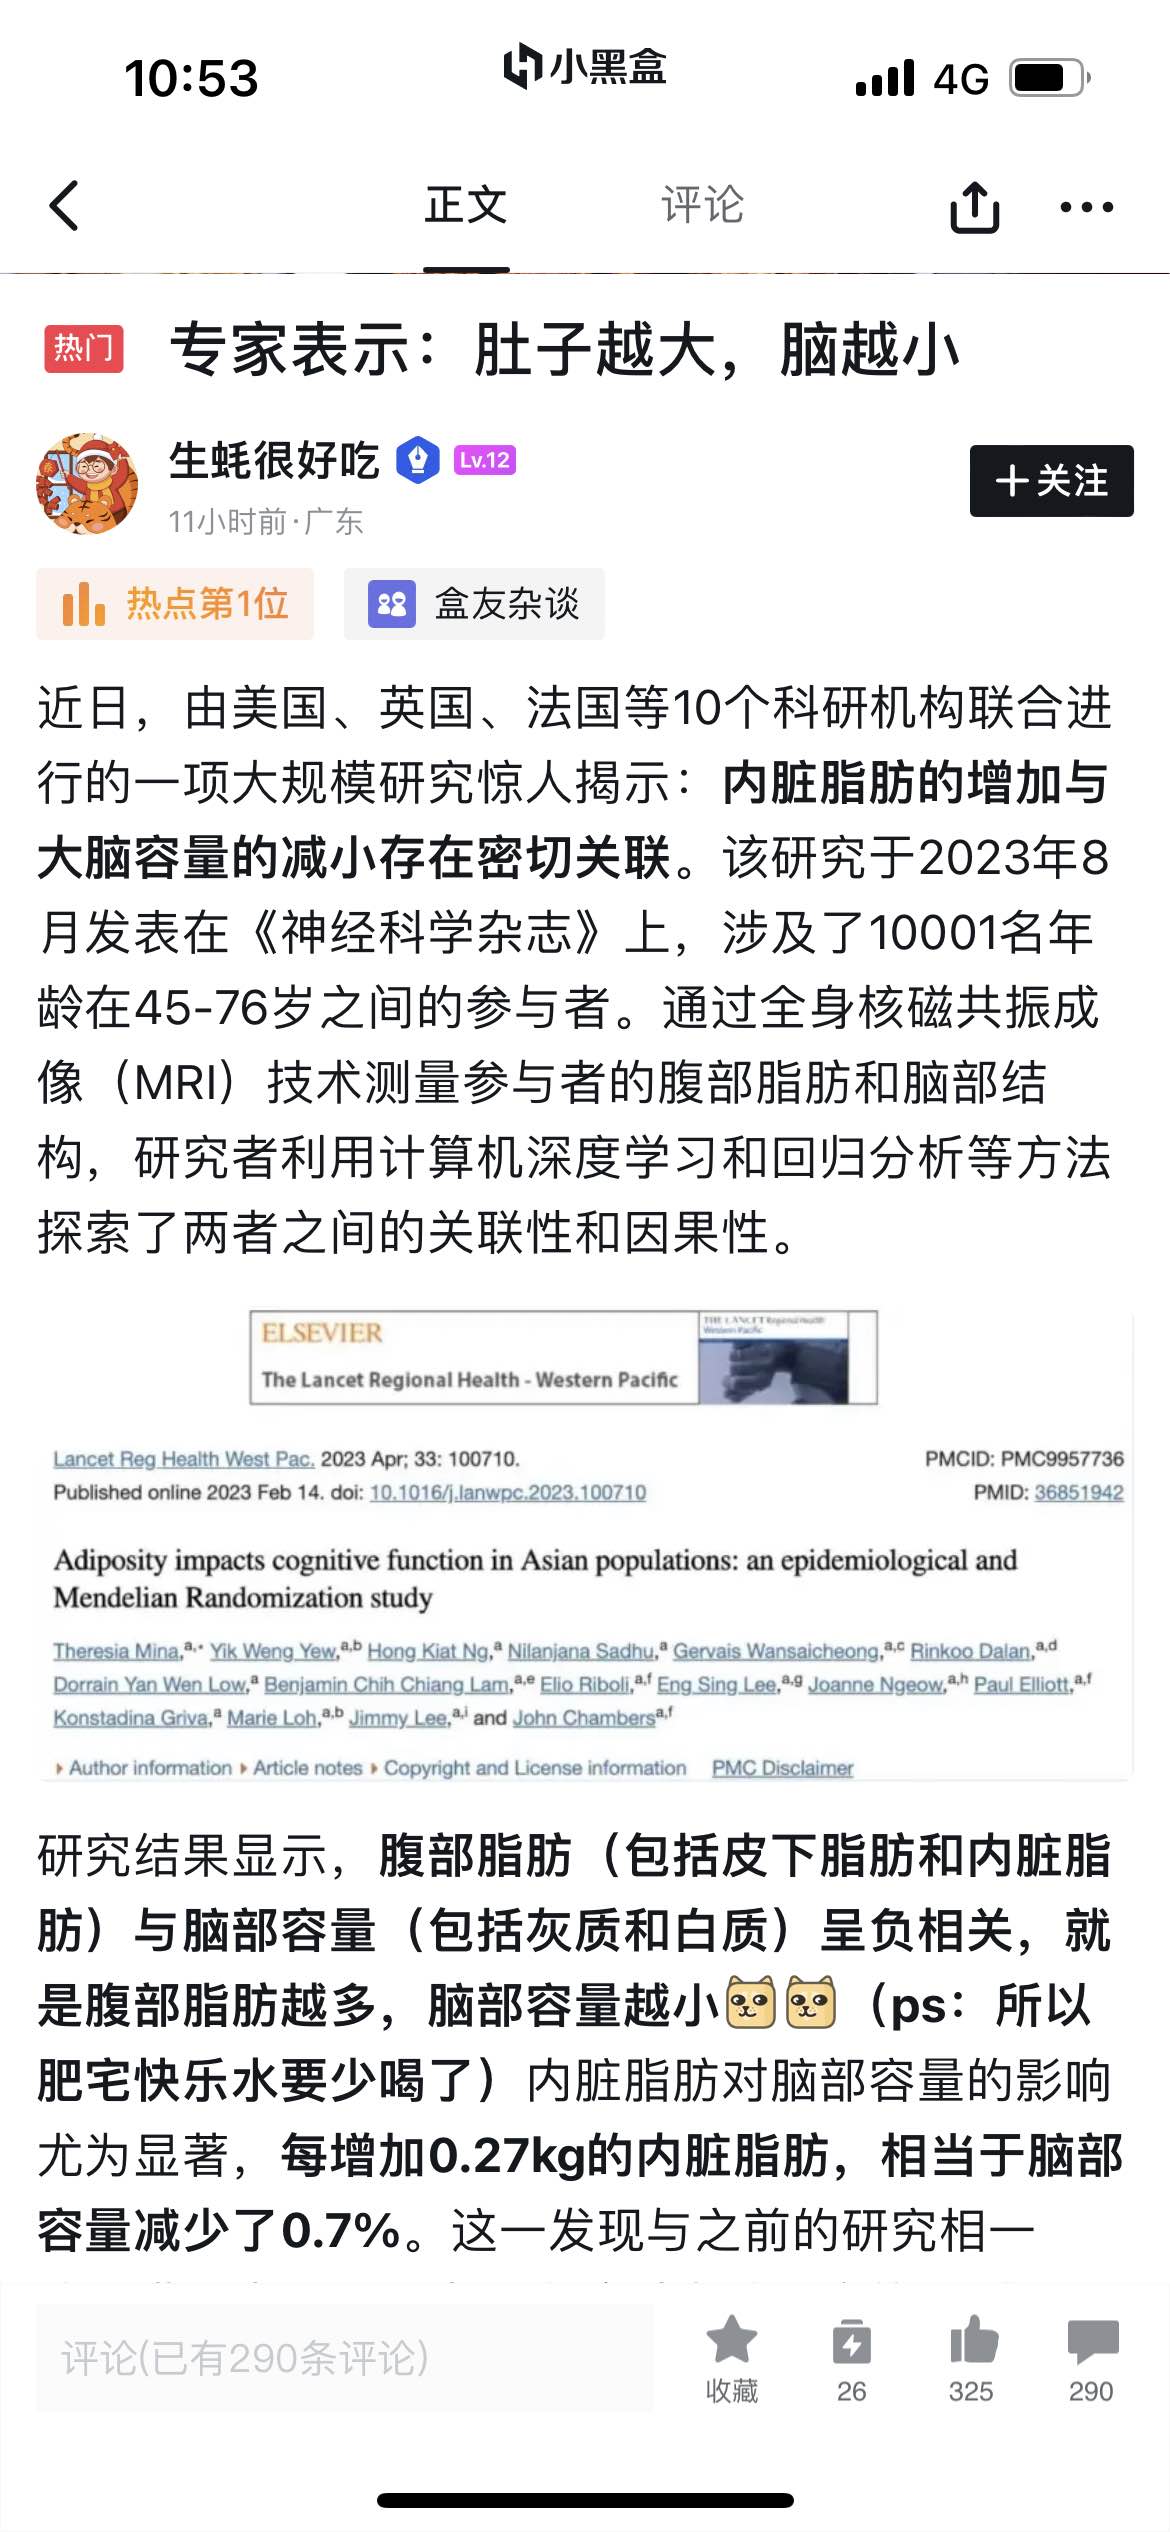 10:53
小黑盒
4G
正文
评论
热门
专家表示：肚子越大，脑越小
生蚝很好吃
Lv.12
11小时前·广东
+关注
热点第1位
盒友杂谈
近日，由美国、英国、法国等10个科研机构联合进
行的一项大规模研究惊人揭示：内脏脂肪的增加与
大脑容量的减小存在密切关联。该研究于2023年8
月发表在《神经科学杂志》上，涉及了10001名年
龄在45-76岁之间的参与者。通过全身核磁共振成
像（MRI）技术测量参与者的腹部脂肪和脑部结
构，研究者利用计算机深度学习和回归分析等方法
探索了两者之间的关联性和因果性。
ELSEVIER
The Lancet Regional Health - Western Pacific
THE LANCET Regional Health
Western Pacific
Lancet Reg Health West Pac. 2023 Apr; 33: 100710.
PMCID: PMC9957736
Published online 2023 Feb 14. doi: 10.1016/j.lanwpc.2023.100710
PMID: 36851942
Adiposity impacts cognitive function in Asian populations: an epidemiological and
Mendelian Randomization study
Theresia Mina,a,* Yik Weng Yew,a,b Hong Kiat Ng,a Nilanjana Sadhu,a Gervais Wansaicheong,a,c Rinkoo Dalan,a,d
Dorrain Yan Wen Low,a Benjamin Chih Chiang Lam,a,e Elio Riboli,a,f Eng Sing Lee,a,g Joanne Ngeow,a,h Paul Elliott,a,f
Konstadina Griva,a Marie Loh,a,b Jimmy Lee,a,i and John Chambersa,f
Author information Article notes Copyright and License information PMC Disclaimer
研究结果显示，腹部脂肪（包括皮下脂肪和内脏脂
肪）与脑部容量（包括灰质和白质）呈负相关，就
是腹部脂肪越多，脑部容量越小（ps：所以
肥宅快乐水要少喝了）内脏脂肪对脑部容量的影响
尤为显著，每增加0.27kg的内脏脂肪，相当于脑部
容量减少了0.7%。这一发现与之前的研究相一
评论(已有290条评论)
收藏
26
325
290